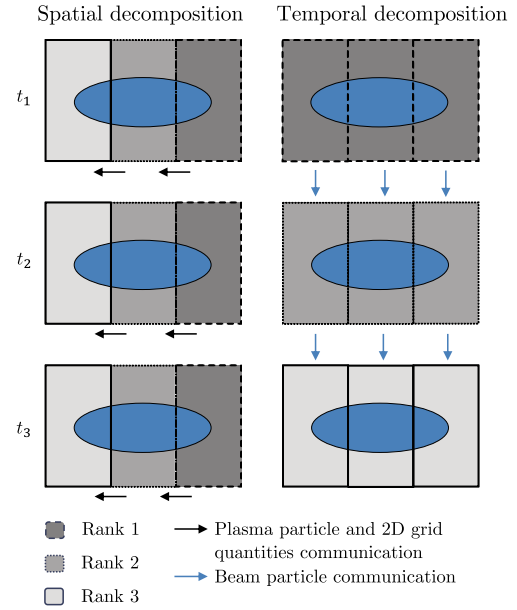 Spatial decomposition
Temporal decomposition
t₁
t₂
t₃
Rank 1
Rank 2
Rank 3
Plasma particle and 2D grid
quantities communication
Beam particle communication